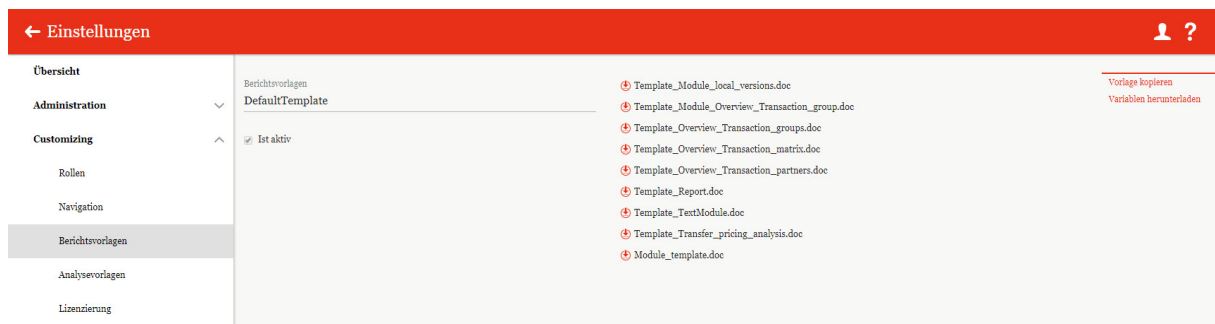 Einstellungen
?
Übersicht
Administration
Customizing
Rollen
Navigation
Berichtsvorlagen
Analysevorlagen
Lizenzierung
Berichtsvorlagen
DefaultTemplate
Ist aktiv
Template_Module_local_versions.doc
Template_Module_Overview_Transaction_group.doc
Template_Overview_Transaction_groups.doc
Template_Overview_Transaction_matrix.doc
Template_Overview_Transaction_partners.doc
Template_Report.doc
Template_TextModule.doc
Template_Transfer_pricing_analysis.doc
Module_template.doc
Vorlage kopieren
Variablen herunterladen